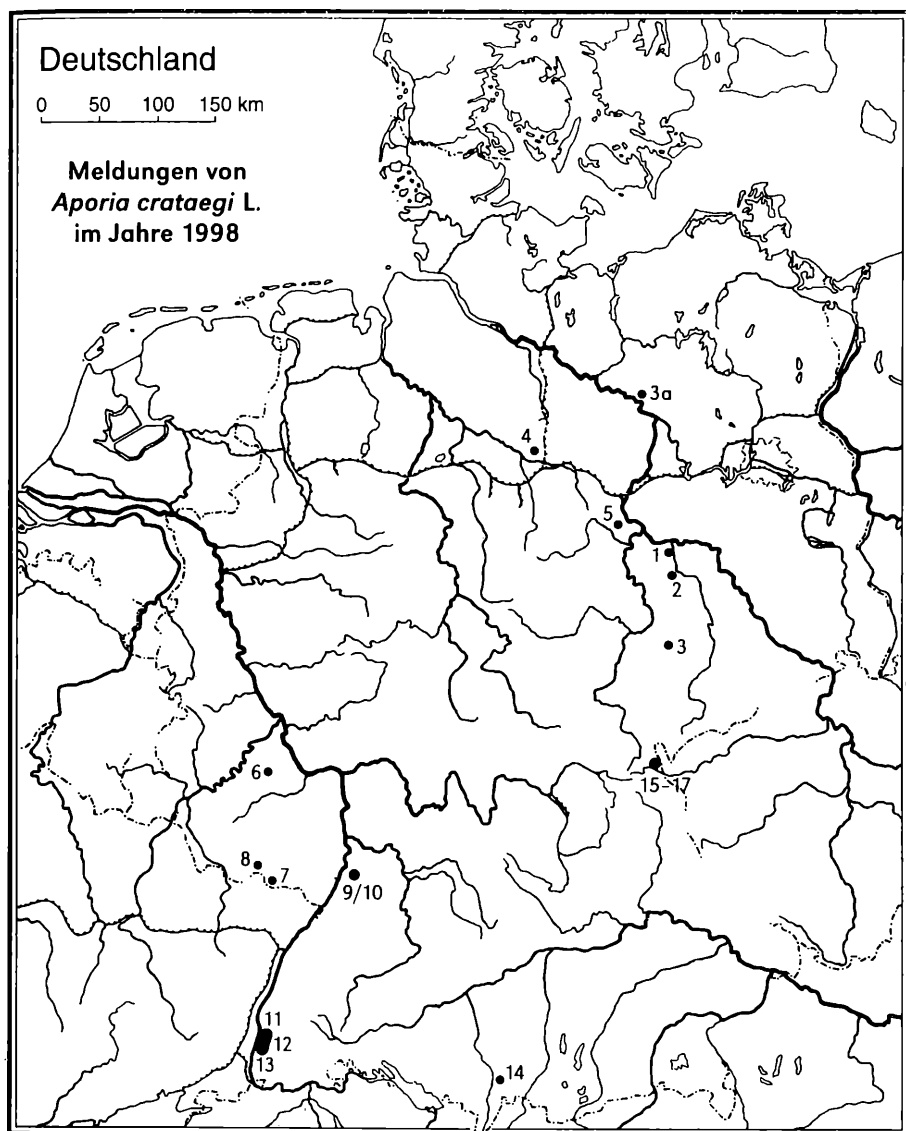 Deutschland
0 50 100 150 km
Meldungen von
Aporia crataegi L.
im Jahre 1998
3a
4
5
1
2
3
6
15–17
8
7
9/10
11
12
13
14